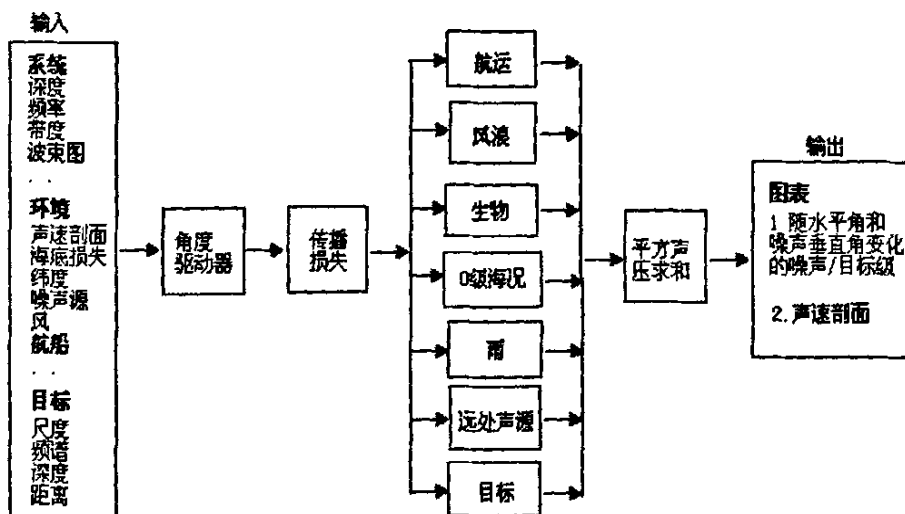 输入
系统
深度
频率
带度
波束图
. .
环境
声速剖面
海底损失
纬度
噪声源
风
航船
. .
目标
尺度
频谱
深度
距离
角度
驱动器
传播
损失
航运
风浪
生物
0级海况
雨
远处声源
目标
平方声
压求和
输出
图表
1. 随水平角和
噪声垂直角变化
的噪声/目标级
2. 声速剖面